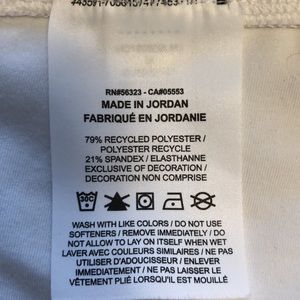 RN#56323 - CA#05553
MADE IN JORDAN
FABRIQUÉ EN JORDANIE
79% RECYCLED POLYESTER /
POLYESTER RECYCLE
21% SPANDEX / ELASTHANNE
EXCLUSIVE OF DECORATION /
DECORATION NON COMPRISE
30C
WASH WITH LIKE COLORS / DO NOT USE
SOFTENERS / REMOVE IMMEDIATELY / DO
NOT ALLOW TO LAY ON ITSELF WHEN WET
LAVER AVEC COULEURS SIMILAIRES / NE PAS
UTILISER D'ADOUCISSEUR / ENLEVER
IMMEDIATEMENT / NE PAS LAISSER LE
VÊTEMENT PLIÉ LORSQU'IL EST MOUILLÉ